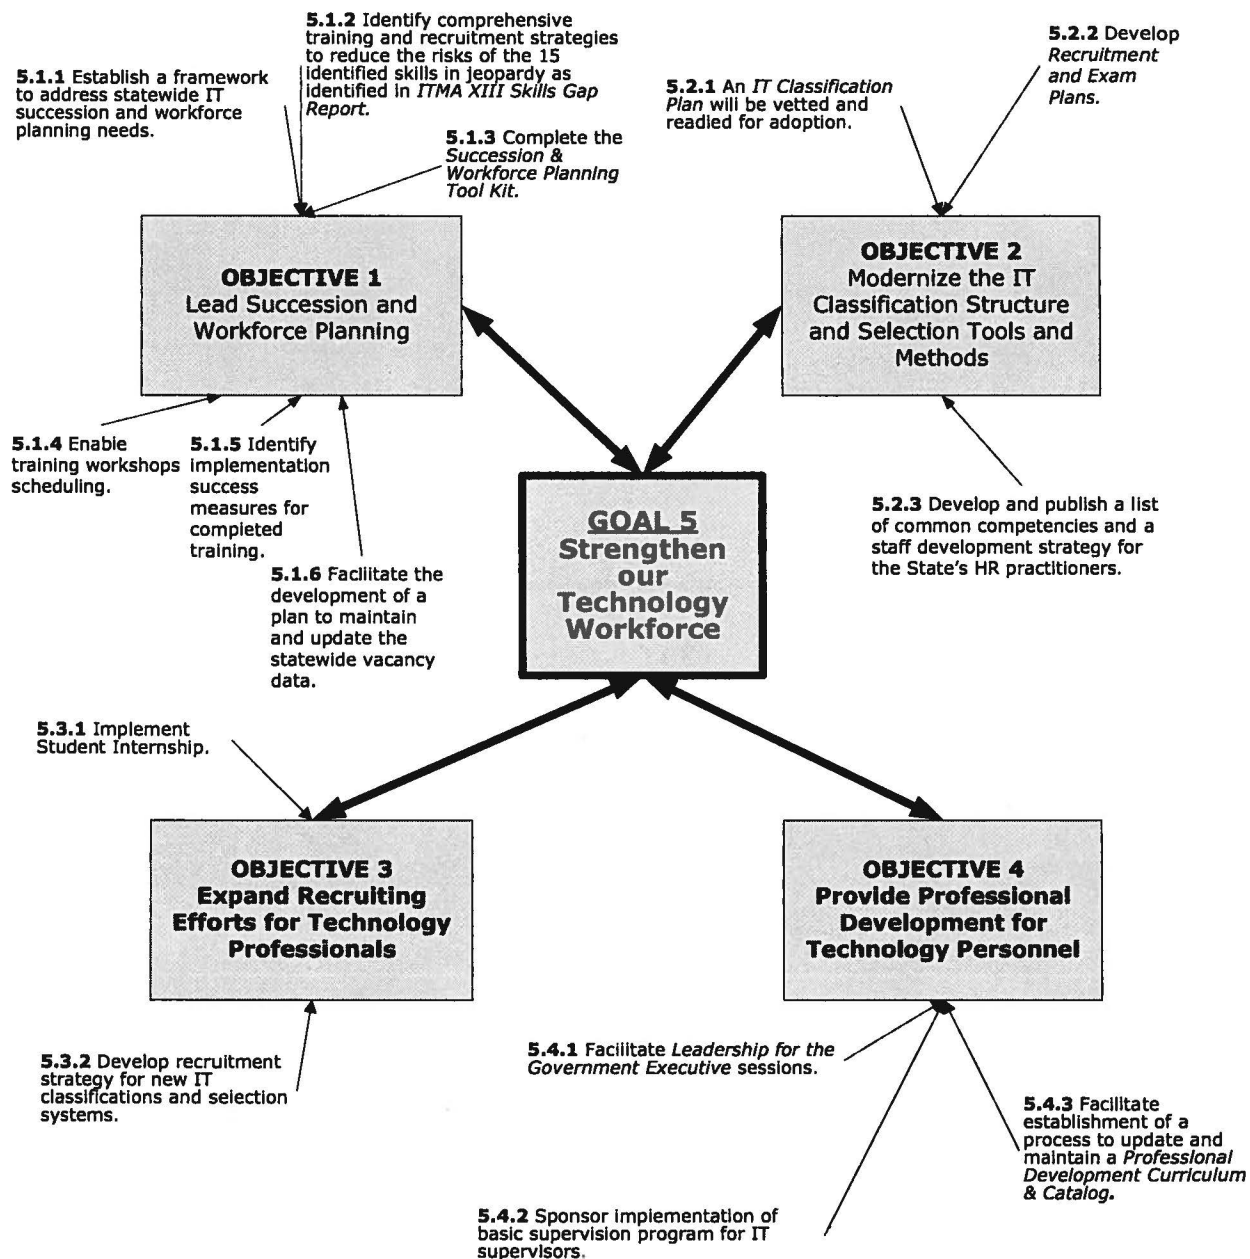 5.1.1 Establish a framework
to address statewide IT
succession and workforce
planning needs.
5.1.2 Identify comprehensive
training and recruitment strategies
to reduce the risks of the 15
identified skills in jeopardy as
identified in ITMA XIII Skills Gap
Report.
5.1.3 Complete the
Succession &
Workforce Planning
Tool Kit.
5.2.1 An IT Classification
Plan will be vetted and
readied for adoption.
5.2.2 Develop
Recruitment
and Exam
Plans.
OBJECTIVE 1
Lead Succession and
Workforce Planning
OBJECTIVE 2
Modernize the IT
Classification Structure
and Selection Tools and
Methods
5.1.4 Enable
training workshops
scheduling.
5.1.5 Identify
implementation
success
measures for
completed
training.
5.1.6 Facilitate the
development of a
plan to maintain
and update the
statewide vacancy
data.
GOAL 5
Strengthen
our
Technology
Workforce
5.2.3 Develop and publish a list
of common competencies and a
staff development strategy for
the State's HR practitioners.
5.3.1 Implement
Student Internship.
OBJECTIVE 3
Expand Recruiting
Efforts for Technology
Professionals
OBJECTIVE 4
Provide Professional
Development for
Technology Personnel
5.3.2 Develop recruitment
strategy for new IT
classifications and selection
systems.
5.4.1 Facilitate Leadership for the
Government Executive sessions.
5.4.2 Sponsor implementation of
basic supervision program for IT
supervisors.
5.4.3 Facilitate
establishment of a
process to update and
maintain a Professional
Development Curriculum
& Catalog.